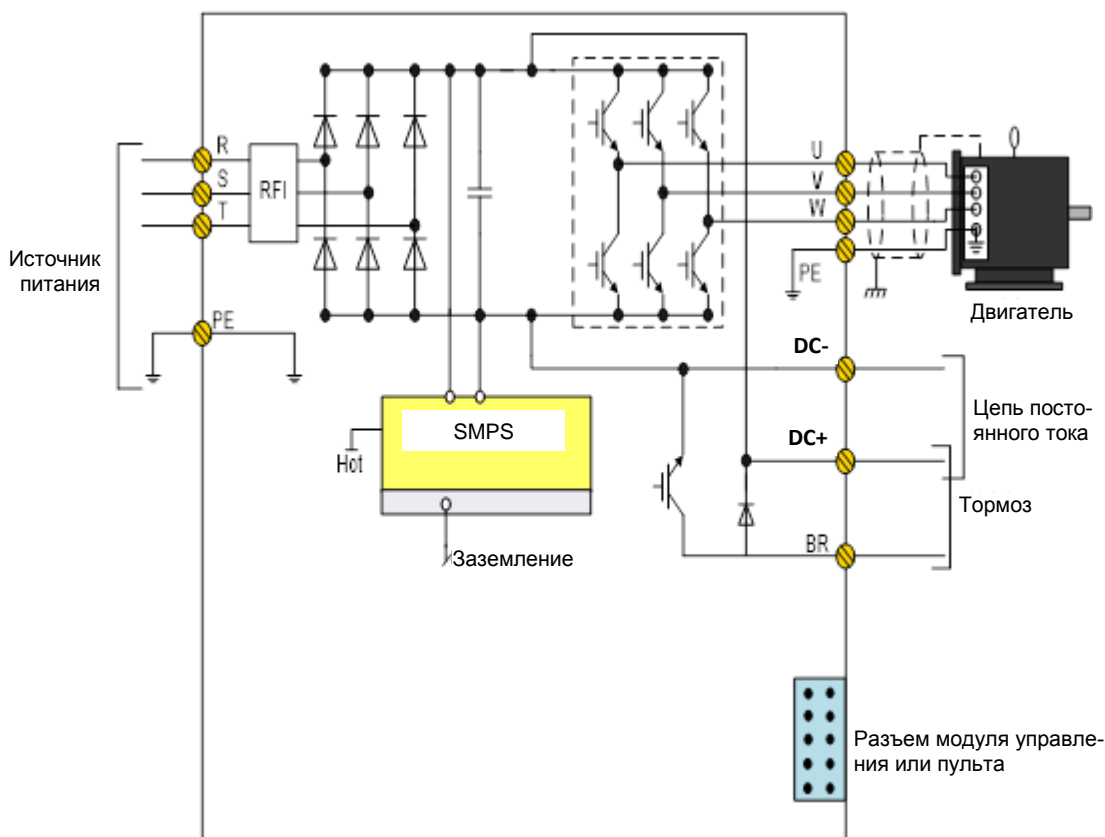 R
S
T
RFI
Источник
питания
PE
U
V
W
PE
Двигатель
DC-
Цепь посто-
янного тока
DC+
SMPS
Hot
Тормоз
BR
Заземление
Разъем модуля управле-
ния или пульта